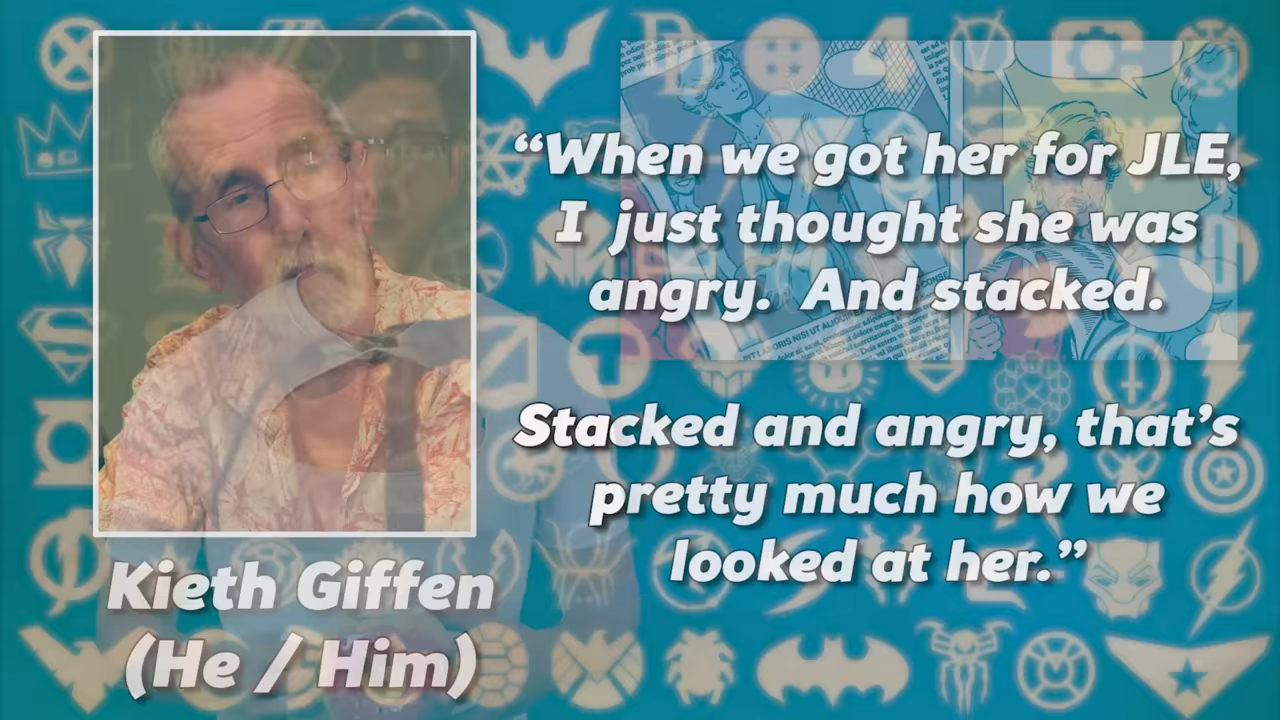 “When we got her for JLE,
I just thought she was
angry. And stacked.
Stacked and angry, that’s
pretty much how we
looked at her.”
Kieth Giffen
(He / Him)